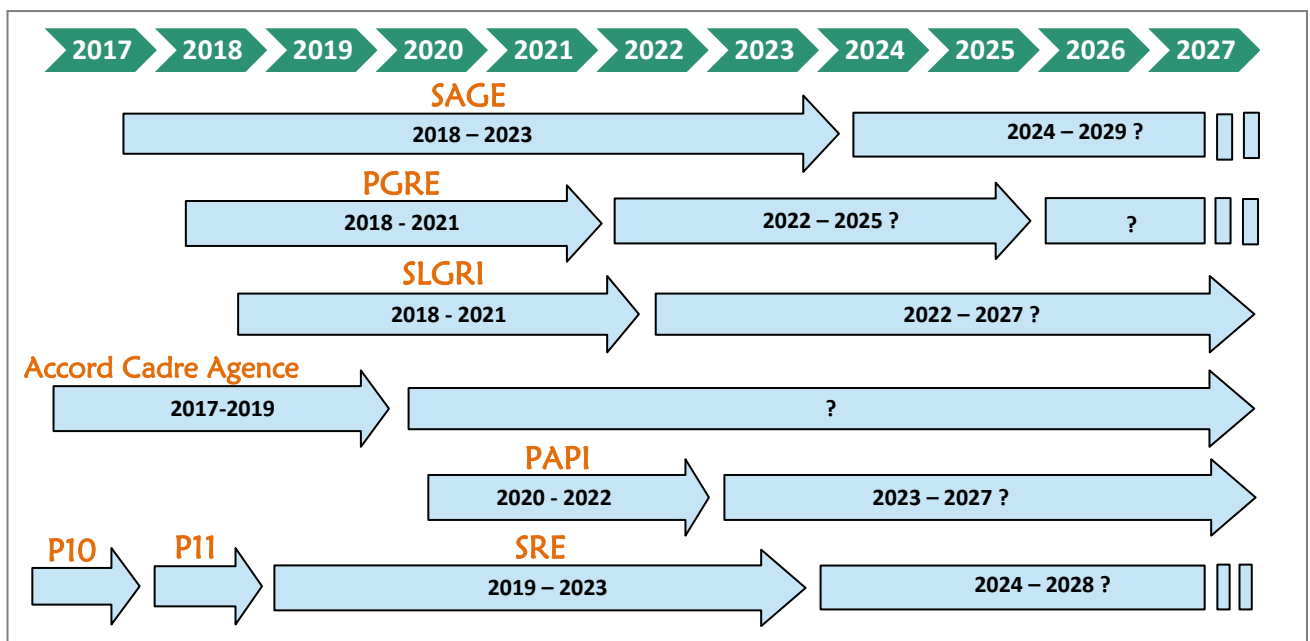 2017 2018 2019 2020 2021 2022 2023 2024 2025 2026 2027
SAGE
2018 – 2023 2024 – 2029 ?
PGRE
2018 - 2021 2022 – 2025 ? ?
SLGRI
2018 - 2021 2022 – 2027 ?
Accord Cadre Agence
2017-2019 ?
PAPI
2020 - 2022 2023 – 2027 ?
P10 P11 SRE
2019 – 2023 2024 – 2028 ?